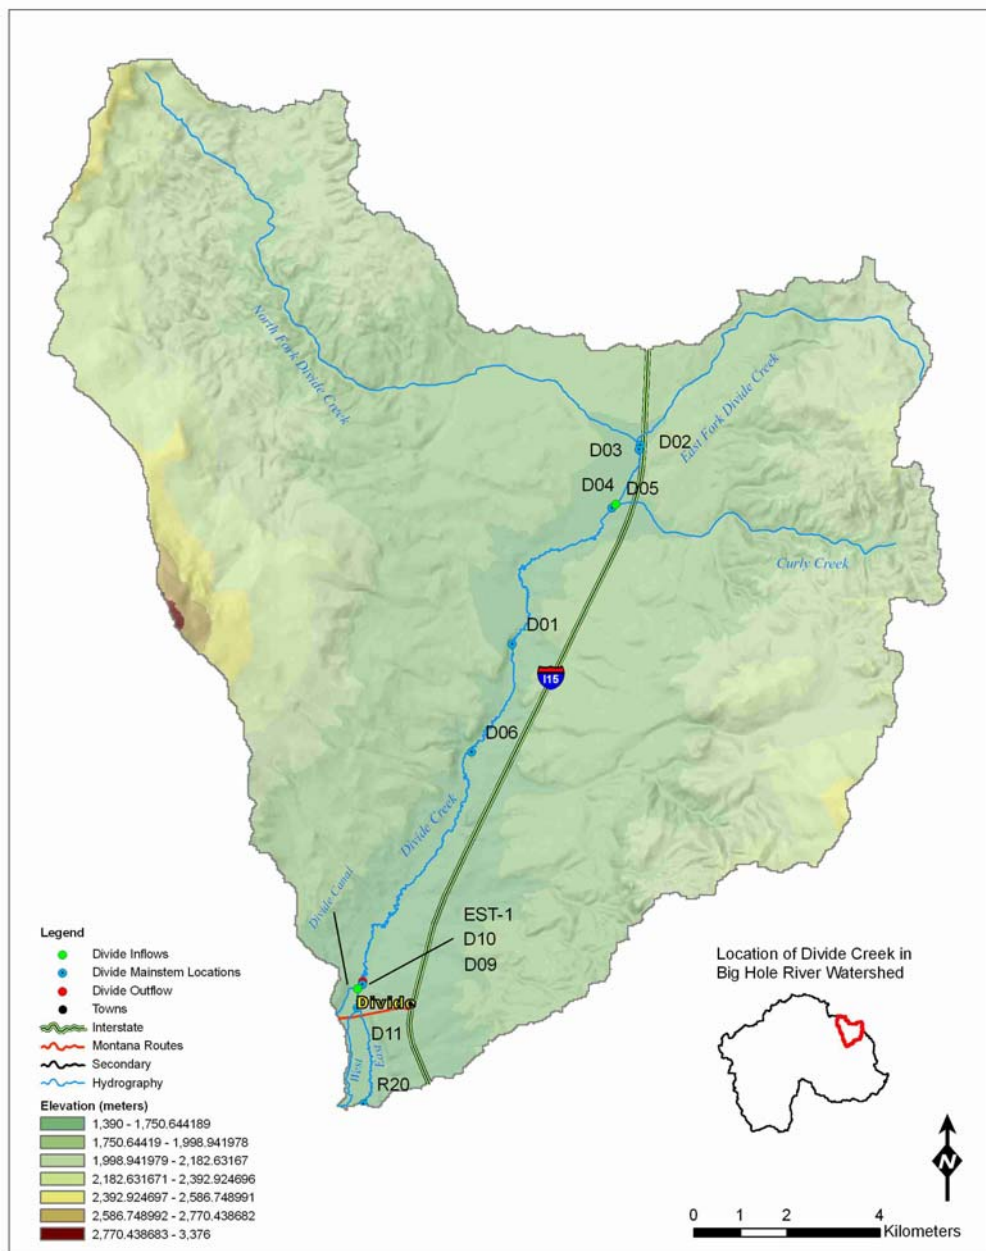 North Fork Divide Creek
East Fork Divide Creek
D02
D03
D04
D05
Curly Creek
D01
I15
D06
Divide Creek
Divide Canal
EST-1
D10
D09
Divide
D11
West
East
R20
Legend
Divide Inflows
Divide Mainstem Locations
Divide Outflow
Towns
Interstate
Montana Routes
Secondary
Hydrography
Elevation (meters)
1,390 - 1,750.644189
1,750.64419 - 1,998.941978
1,998.941979 - 2,182.63167
2,182.631671 - 2,392.924696
2,392.924697 - 2,586.748991
2,586.748992 - 2,770.438682
2,770.438683 - 3,376
Location of Divide Creek in
Big Hole River Watershed
N
0 1 2 4
Kilometers